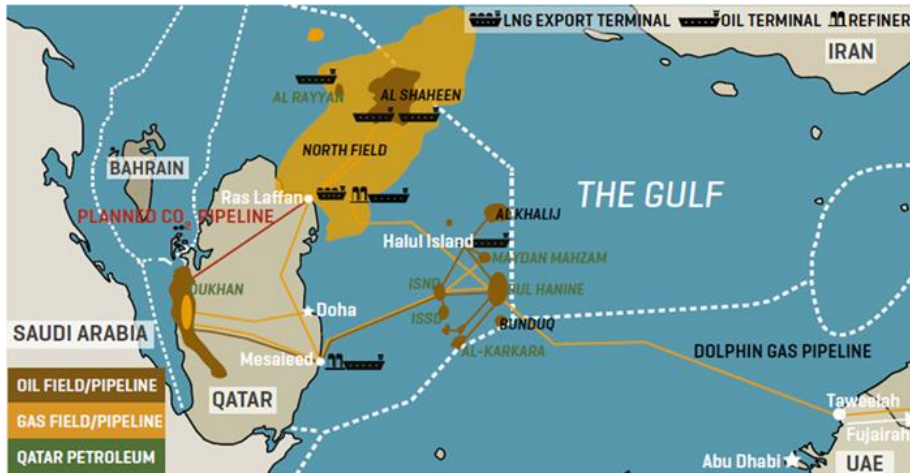 LNG EXPORT TERMINAL
OIL TERMINAL
REFINER
IRAN
AL RAYYAN
AL SHAHEEN
NORTH FIELD
BAHRAIN
Ras Laffan
PLANNED CO₂ PIPELINE
THE GULF
ALKHALIJ
Halul Island
MAYDAN MAHZAM
DUKHAN
ISND
BUL HANINE
Doha
ISSD
BUNDUQ
SAUDI ARABIA
AL-KARKARA
Mesaieed
DOLPHIN GAS PIPELINE
OIL FIELD/PIPELINE
QATAR
GAS FIELD/PIPELINE
Taweelah
Fujairah
QATAR PETROLEUM
Abu Dhabi
UAE